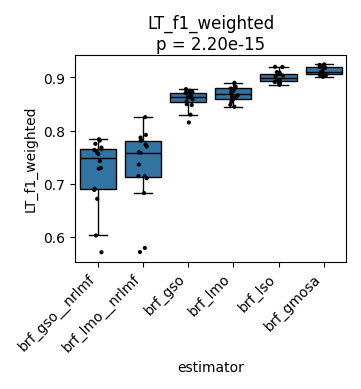 LT_f1_weighted
p = 2.20e-15
LT_f1_weighted
0.9
0.8
0.7
0.6
brf_gso__nrlmf
brf_lmo__nrlmf
brf_gso
brf_lmo
brf_lso
brf_gmosa
estimator